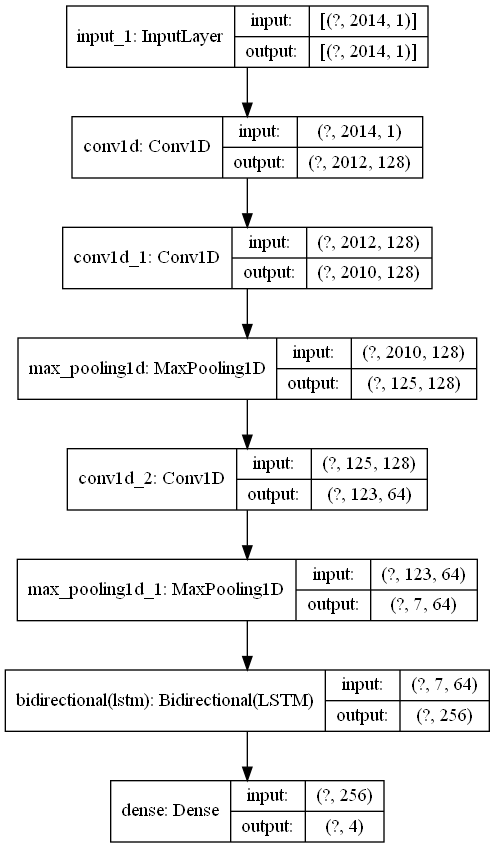 input_1: InputLayer
input: [(?, 2014, 1)]
output: [(?, 2014, 1)]
conv1d: Conv1D
input: (?, 2014, 1)
output: (?, 2012, 128)
conv1d_1: Conv1D
input: (?, 2012, 128)
output: (?, 2010, 128)
max_pooling1d: MaxPooling1D
input: (?, 2010, 128)
output: (?, 125, 128)
conv1d_2: Conv1D
input: (?, 125, 128)
output: (?, 123, 64)
max_pooling1d_1: MaxPooling1D
input: (?, 123, 64)
output: (?, 7, 64)
bidirectional(lstm): Bidirectional(LSTM)
input: (?, 7, 64)
output: (?, 256)
dense: Dense
input: (?, 256)
output: (?, 4)